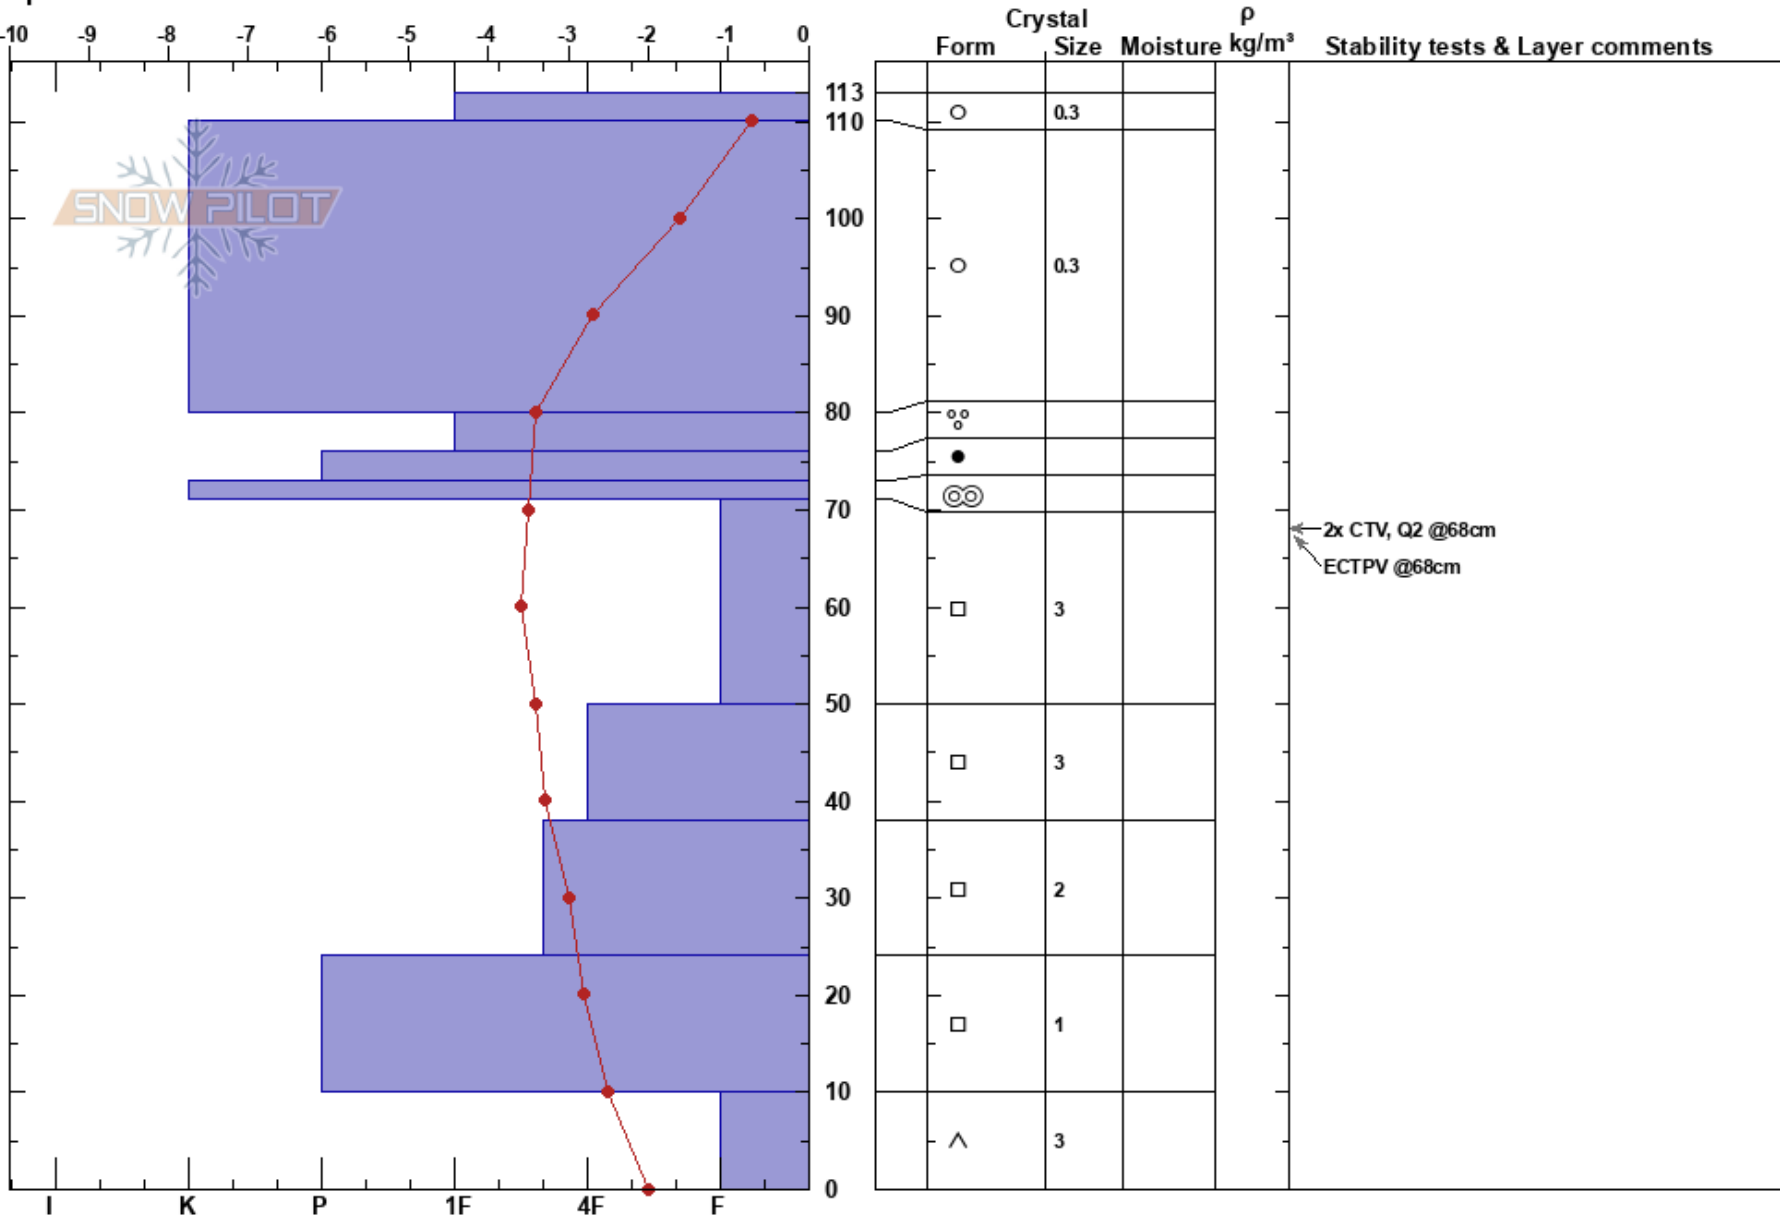 Crystal ρ
-10 -9 -8 -7 -6 -5 -4 -3 -2 -1 0 Form Size Moisture kg/m³ Stability tests & Layer comments
113
110 0.3
SNOW PILOT
100
0.3
90
80
70
2x CTV, Q2 @68cm
ECTPV @68cm
60 3
50
3
40
30 2
20
1
10
3
0
I K P 1F 4F F